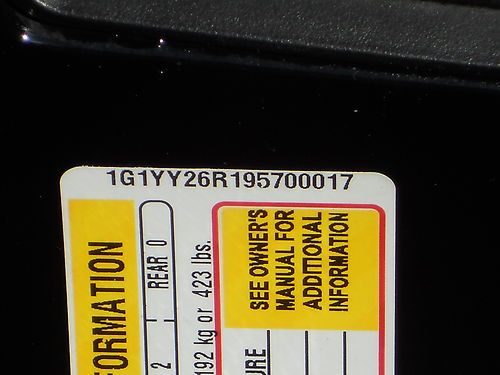 1G1YY26R195700017
FORMATION
2 | REAR 0
192 kg or 423 lbs.
SEE OWNER'S
MANUAL FOR
ADDITIONAL
INFORMATION
URE